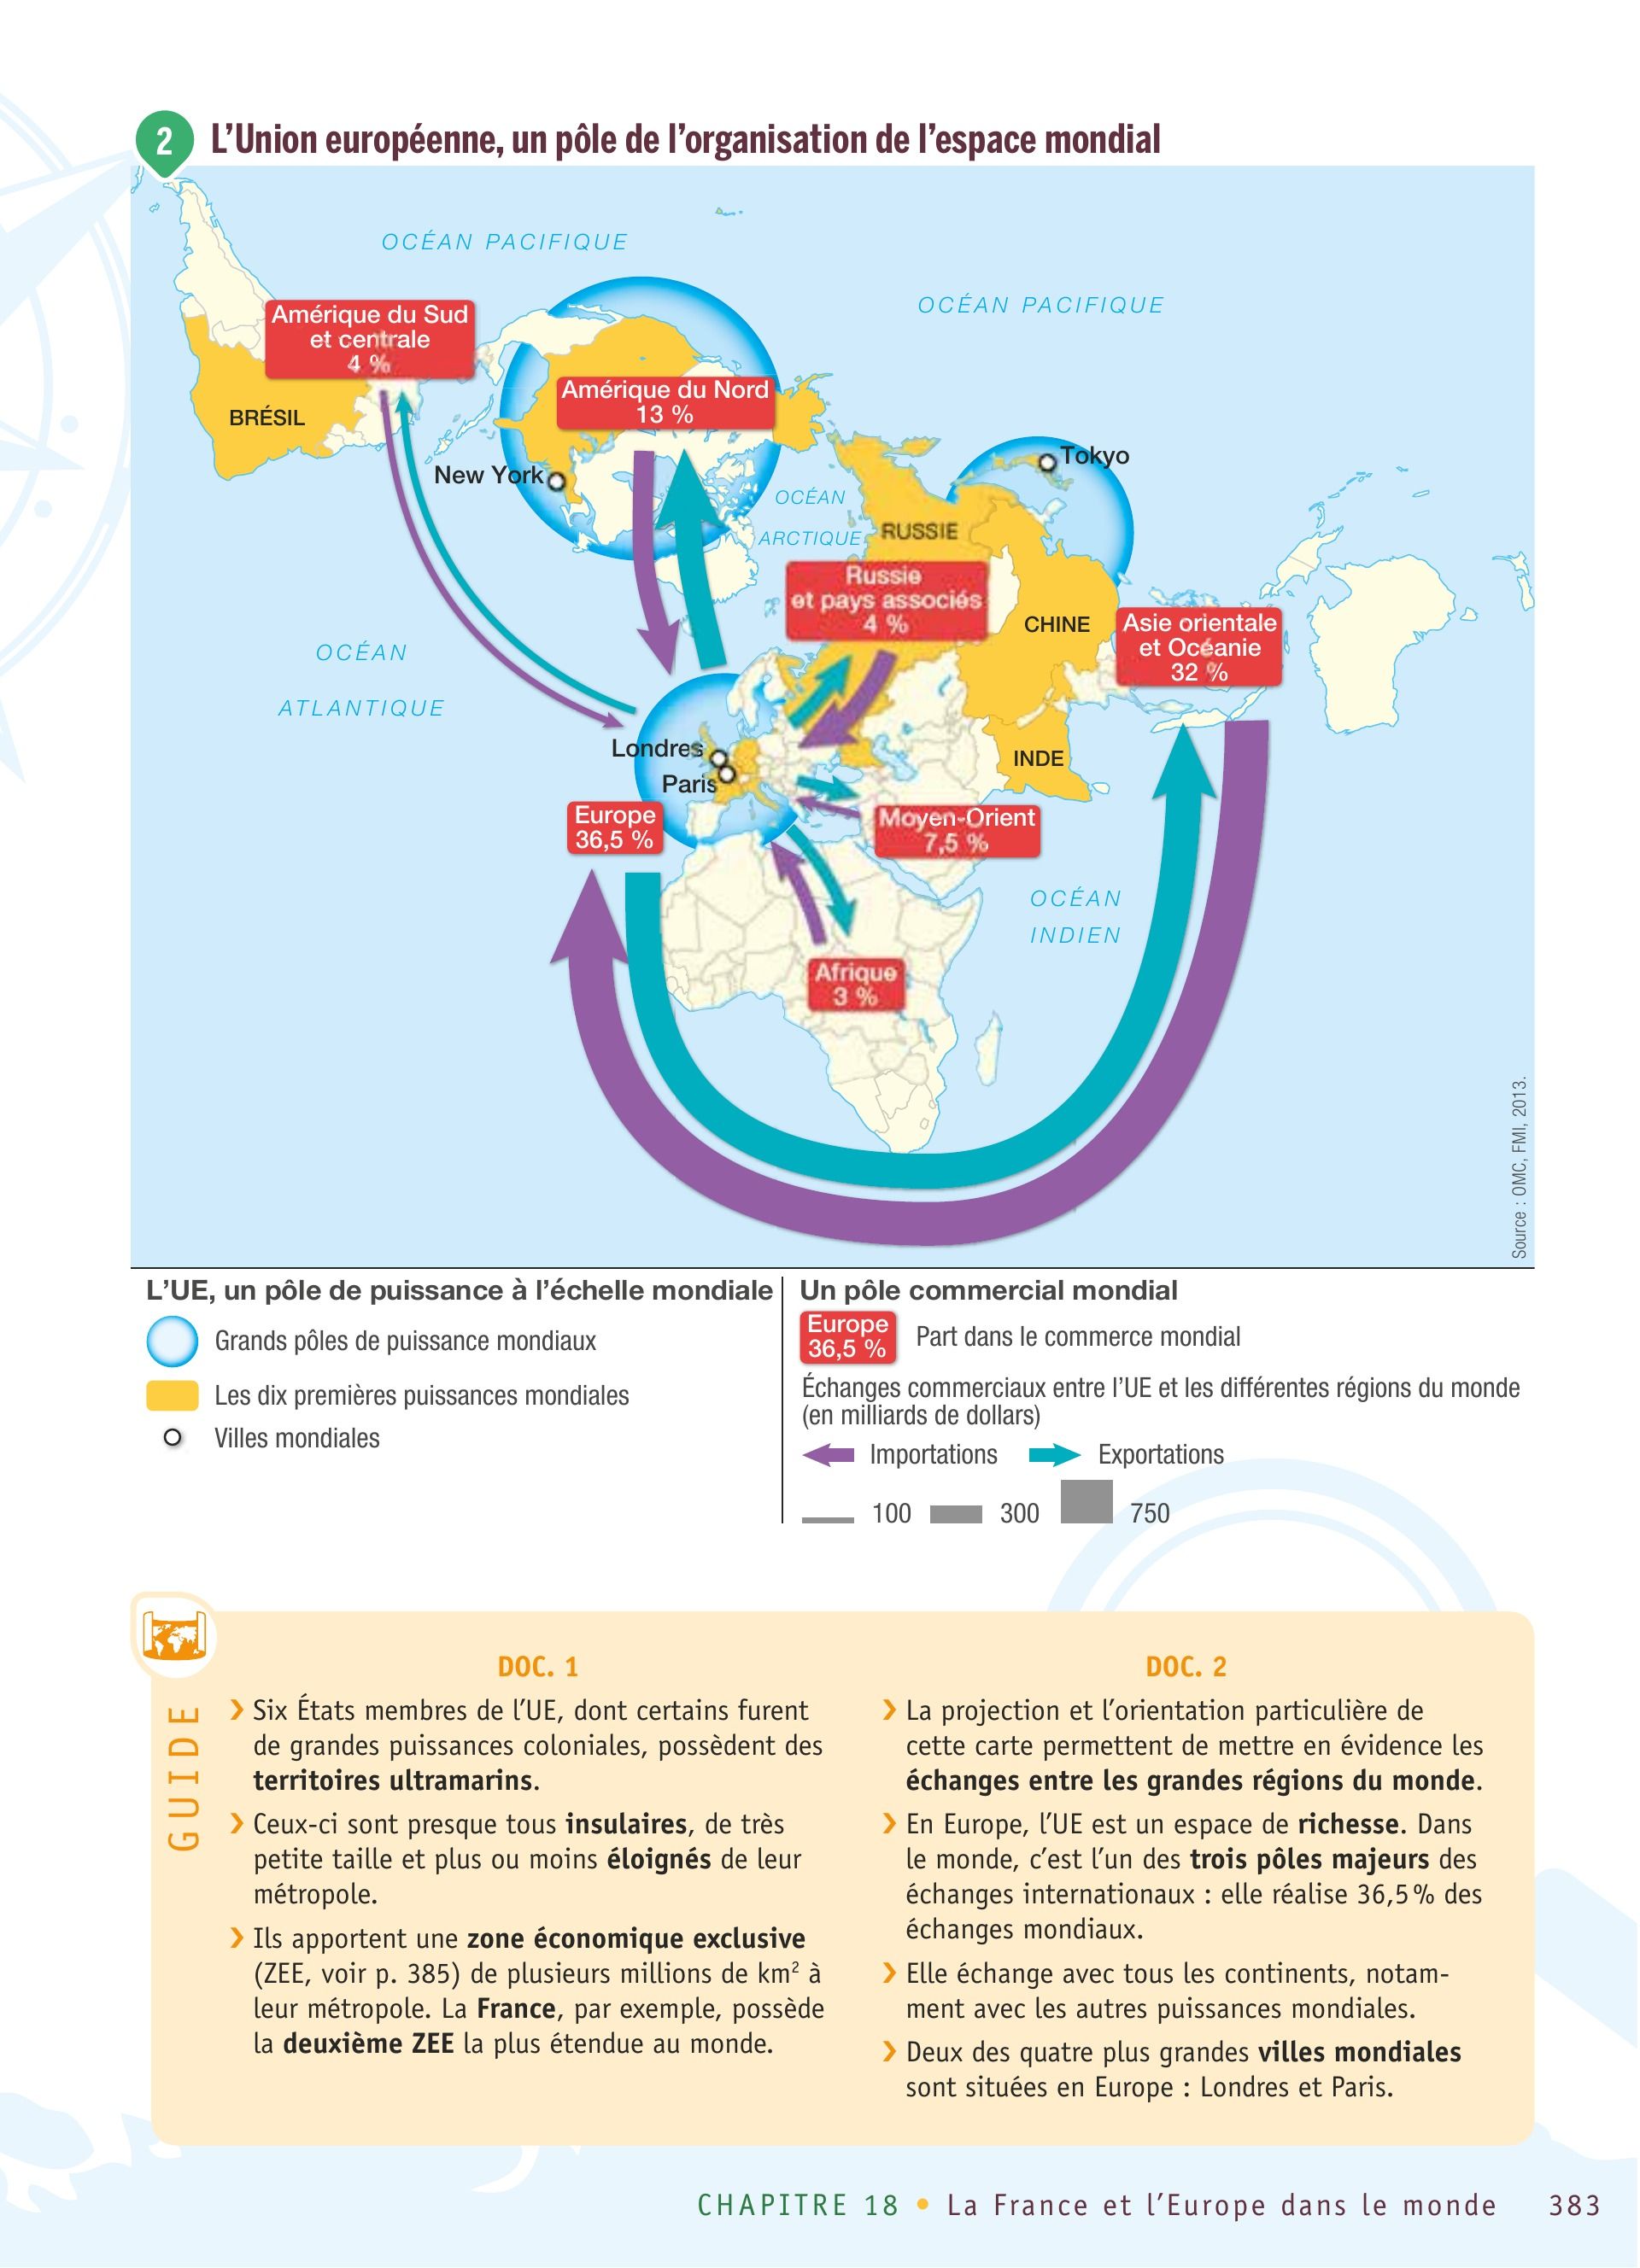 2
L’Union européenne, un pôle de l’organisation de l’espace mondial
OCÉAN PACIFIQUE
OCÉAN PACIFIQUE
Amérique du Sud
et centrale
4 %
BRÉSIL
Amérique du Nord
13 %
New York
Tokyo
OCÉAN
ARCTIQUE
RUSSIE
Russie
et pays associés
4 %
CHINE
Asie orientale
et Océanie
32 %
OCÉAN
ATLANTIQUE
Londres
Paris
INDE
Europe
36,5 %
Moyen-Orient
7,5 %
OCÉAN
INDIEN
Afrique
3 %
Source : OMC, FMI, 2013.
L’UE, un pôle de puissance à l’échelle mondiale
Grands pôles de puissance mondiaux
Les dix premières puissances mondiales
Villes mondiales
Un pôle commercial mondial
Europe
36,5 %
Part dans le commerce mondial
Échanges commerciaux entre l’UE et les différentes régions du monde
(en milliards de dollars)
Importations
Exportations
100
300
750
GUIDE
DOC. 1
› Six États membres de l’UE, dont certains furent
de grandes puissances coloniales, possèdent des
territoires ultramarins.
› Ceux-ci sont presque tous insulaires, de très
petite taille et plus ou moins éloignés de leur
métropole.
› Ils apportent une zone économique exclusive
(ZEE, voir p. 385) de plusieurs millions de km² à
leur métropole. La France, par exemple, possède
la deuxième ZEE la plus étendue au monde.
DOC. 2
› La projection et l’orientation particulière de
cette carte permettent de mettre en évidence les
échanges entre les grandes régions du monde.
› En Europe, l’UE est un espace de richesse. Dans
le monde, c’est l’un des trois pôles majeurs des
échanges internationaux : elle réalise 36,5 % des
échanges mondiaux.
› Elle échange avec tous les continents, notam-
ment avec les autres puissances mondiales.
› Deux des quatre plus grandes villes mondiales
sont situées en Europe : Londres et Paris.
CHAPITRE 18 • La France et l’Europe dans le monde 383